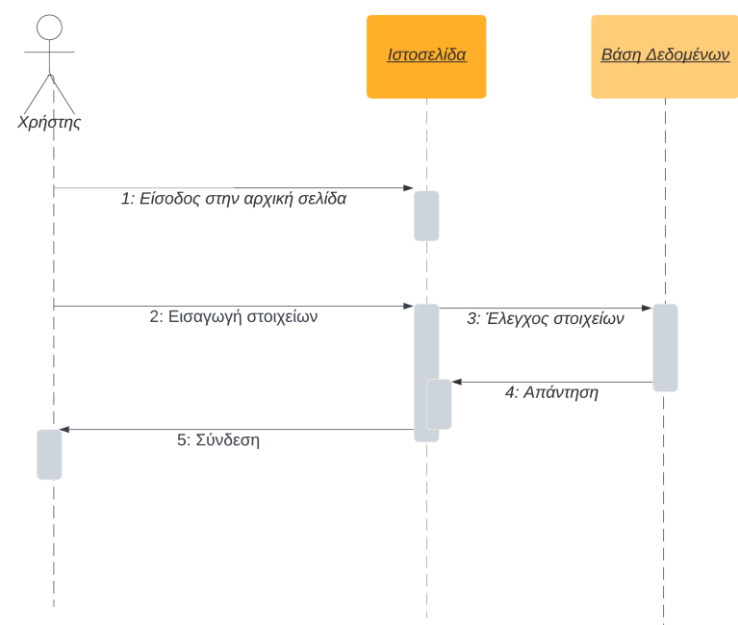 Ιστοσελίδα
Βάση Δεδομένων
Χρήστης
1: Είσοδος στην αρχική σελίδα
2: Εισαγωγή στοιχείων
3: Έλεγχος στοιχείων
4: Απάντηση
5: Σύνδεση